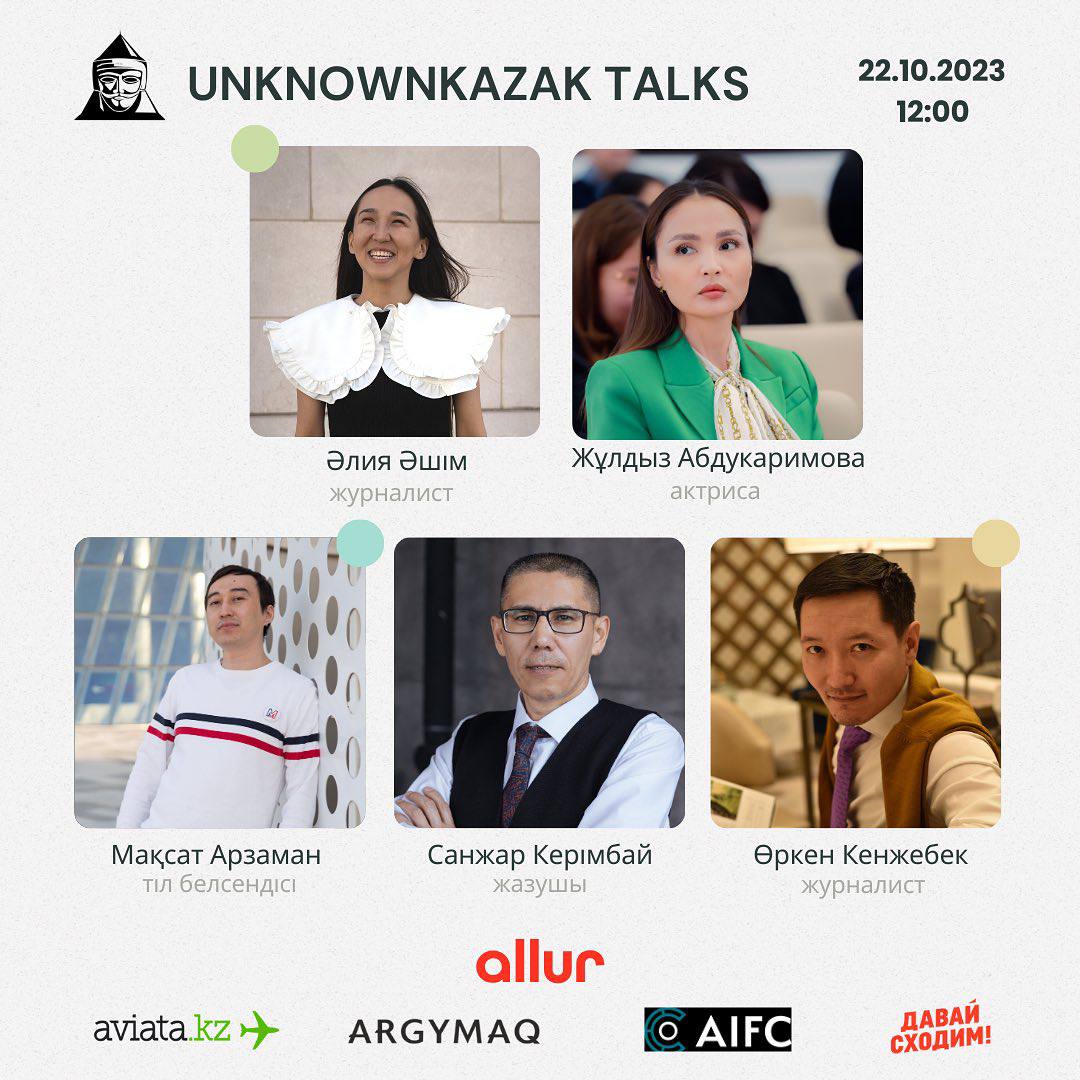 UNKNOWNKAZAK TALKS
22.10.2023
12:00
Әлия Әшім
журналист
Жұлдыз Абдукаримова
актриса
Мақсат Арзаман
тіл белсендісі
Санжар Керімбай
жазушы
Өркен Кенжебек
журналист
allur
aviata.kz
ARGYMAQ
AIFC
ДАВАЙ
СХОДИМ!